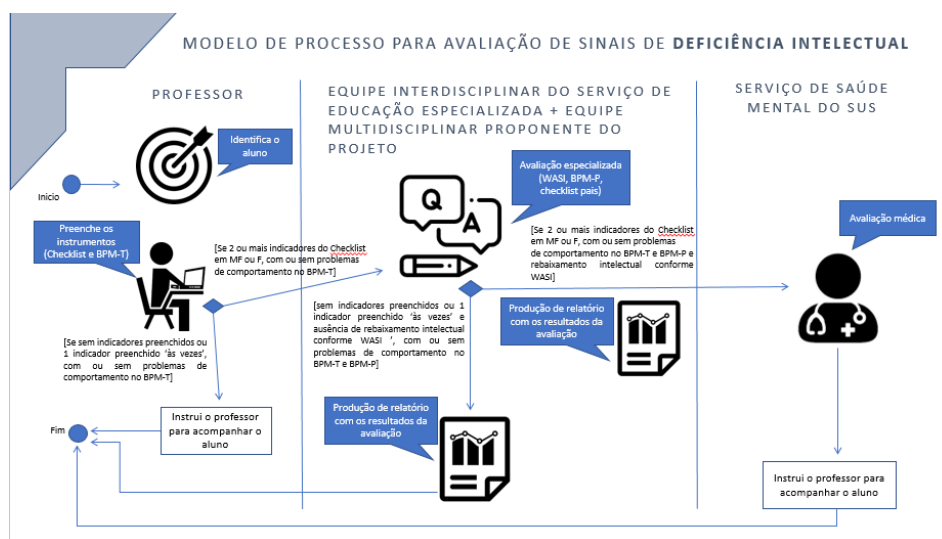 MODELO DE PROCESSO PARA AVALIAÇÃO DE SINAIS DE DEFICIÊNCIA INTELECTUAL
PROFESSOR
EQUIPE INTERDISCIPLINAR DO SERVIÇO DE
EDUCAÇÃO ESPECIALIZADA + EQUIPE
MULTIDISCIPLINAR PROPONENTE DO
PROJETO
SERVIÇO DE SAÚDE
MENTAL DO SUS
Identifica o
aluno
Inicio
Preenche os
instrumentos
(Checklist e BPM-T)
[Se 2 ou mais indicadores do Checklist
em MF ou F, com ou sem problemas
de comportamento no BPM-T]
[Se sem indicadores preenchidos ou
1 indicador preenchido ‘às vezes’,
com ou sem problemas de
comportamento no BPM-T]
Instrui o professor
para acompanhar o
aluno
Fim
Q
A
Avaliação especializada
(WASI, BPM-P,
checklist pais)
[Se 2 ou mais indicadores do Checklist
em MF ou F, com ou sem problemas
de comportamento no BPM-T e BPM-P e
rebaixamento intelectual conforme
WASI]
[sem indicadores preenchidos ou 1
indicador preenchido ‘às vezes’ e
ausência de rebaixamento intelectual
conforme WASI ‘, com ou sem
problemas de comportamento no
BPM-T e BPM-P]
Produção de relatório
com os resultados da
avaliação
Produção de relatório
com os resultados da
avaliação
Avaliação médica
Instrui o professor para
acompanhar o aluno